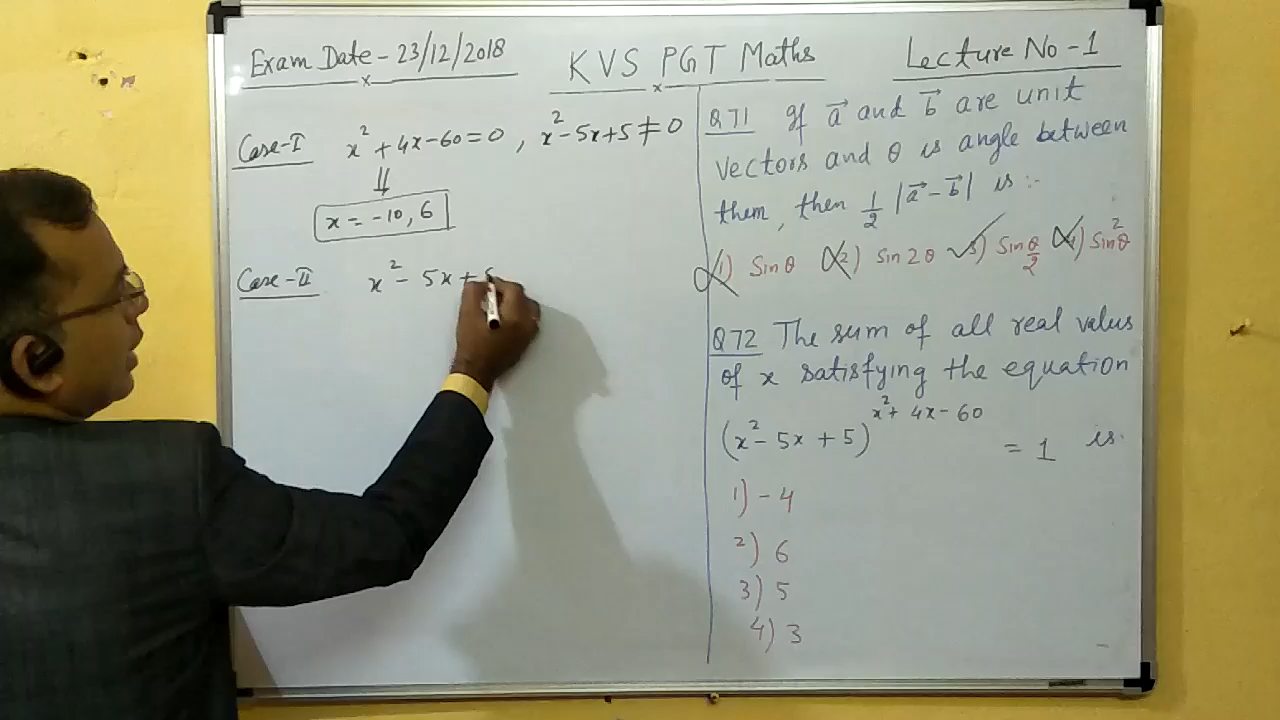 Exam Date - 23/12/2018
KVS PGT Maths
Lecture No -1
Case-I x² + 4x - 60 = 0 , x² - 5x + 5 ≠ 0
⇓
x = -10, 6
Case-II x² - 5x +
Q71 If a⃗ and b⃗ are unit
vectors and θ is angle between
them, then 1/2 |a⃗ - b⃗| is :-
1) Sinθ 2) Sin 2θ 3) Sin θ/2 4) Sin²θ
Q72 The sum of all real values
of x satisfying the equation
(x² - 5x + 5)^(x² + 4x - 60) = 1 is
1) - 4
2) 6
3) 5
4) 3